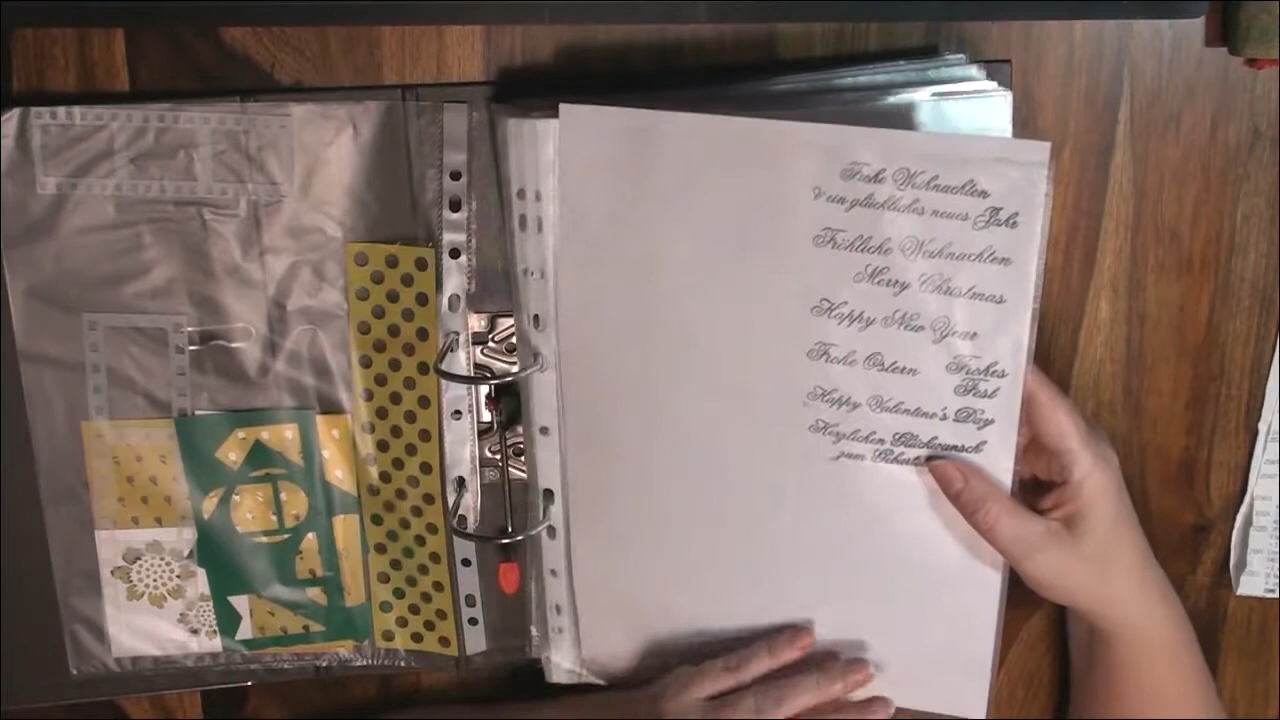 Frohe Weihnachten
& ein glückliches neues Jahr
Fröhliche Weihnachten
Merry Christmas
Happy New Year
Frohe Ostern
Frohes
Fest
Happy Valentine's Day
Herzlichen Glückwunsch
zum